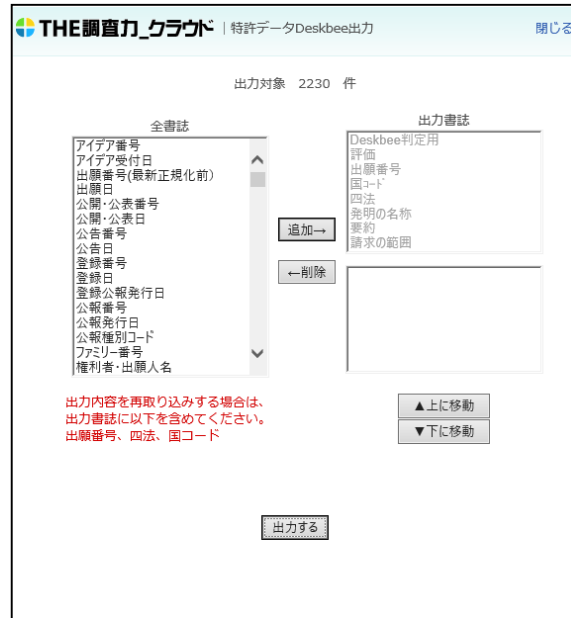 THE調査力_クラウド | 特許データDeskbee出力
閉じる
出力対象 2230 件
全書誌
アイデア番号
アイデア受付日
出願番号(最新正規化前)
出願日
公開・公表番号
公開・公表日
公告番号
公告日
登録番号
登録日
登録公報発行日
公報番号
公報発行日
公報種別コード
ファミリー番号
権利者・出願人名
追加→
←削除
出力書誌
Deskbee判定用
評価
出願番号
国コード
四法
発明の名称
要約
請求の範囲
出力内容を再取り込みする場合は、
出力書誌に以下を含めてください。
出願番号、四法、国コード
▲上に移動
▼下に移動
出力する